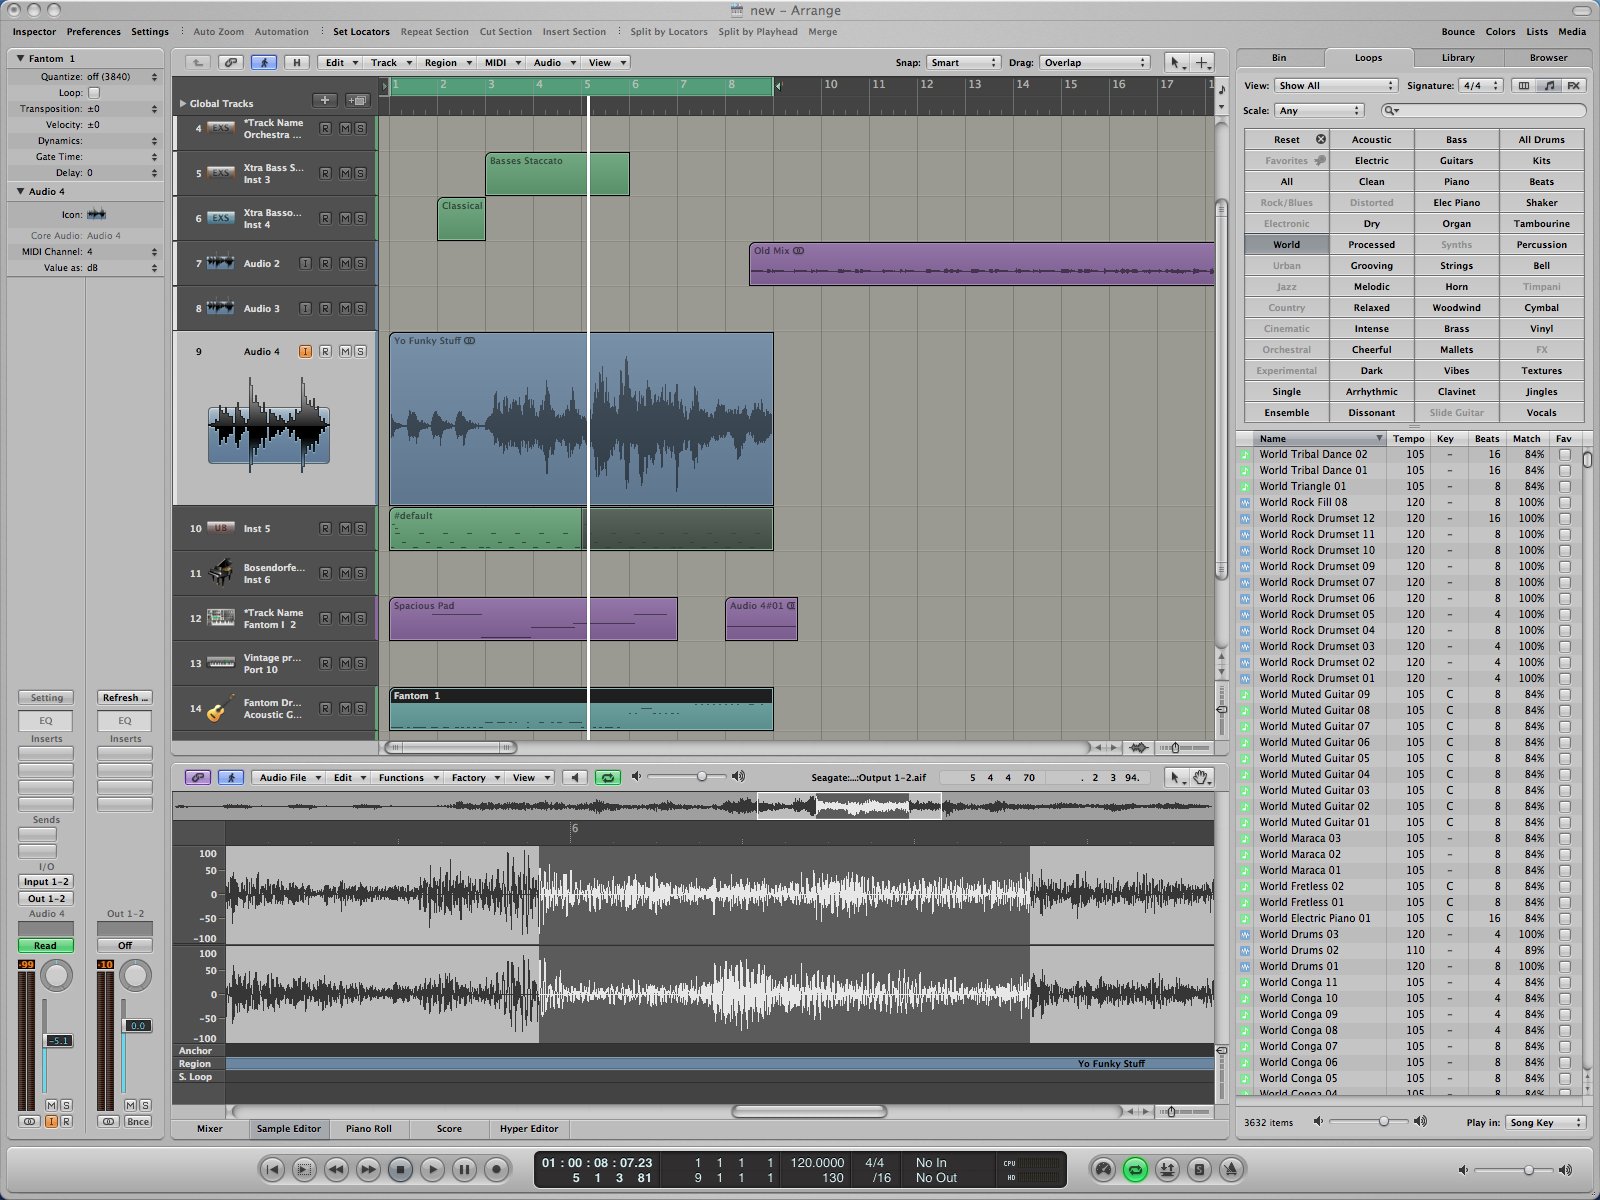 new – Arrange
Inspector Preferences Settings Auto Zoom Automation Set Locators Repeat Section Cut Section Insert Section Split by Locators Split by Playhead Merge Bounce Colors Lists Media
Fantom 1
Quantize: off (3840)
Loop:
Transposition: ±0
Velocity: ±0
Dynamics:
Gate Time:
Delay: 0
Audio 4
Icon:
Core Audio: Audio 4
MIDI Channel: 4
Value as: dB
Setting Refresh ...
EQ EQ
Inserts Inserts
Sends
I/O
Input 1-2
Out 1-2
Audio 4 Out 1-2
Read Off
-99 -10
-5.1 0.0
M S M S
I R Bnce
H Edit Track Region MIDI Audio View Snap: Smart Drag: Overlap
1 2 3 4 5 6 7 8 10 11 12 13 14 15 16 17
Global Tracks
4 EXS *Track Name R M S
Orchestra ...
5 EXS Xtra Bass S... R M S
Inst 3
Basses Staccato
6 EXS Xtra Basso... R M S
Inst 4
Classical
7 Audio 2 I R M S
Old Mix
8 Audio 3 I R M S
9 Audio 4 I R M S
Yo Funky Stuff
10 UB Inst 5 R M S
#default
11 Bosendorfe... R M S
Inst 6
12 *Track Name R M S
Fantom I 2
Spacious Pad Audio 4#01
13 Vintage pr... R M S
Port 10
14 Fantom Dr... R M S
Acoustic G...
Fantom 1
Audio File Edit Functions Factory View Seagate:...:Output 1-2.aif 5 4 4 70 . 2 3 94.
6
100
50
0
-50
-100
100
50
0
-50
-100
Anchor
Region Yo Funky Stuff
S. Loop
Mixer Sample Editor Piano Roll Score Hyper Editor
Bin Loops Library Browser
View: Show All Signature: 4/4 FX
Scale: Any
Reset Acoustic Bass All Drums
Favorites Electric Guitars Kits
All Clean Piano Beats
Rock/Blues Distorted Elec Piano Shaker
Electronic Dry Organ Tambourine
World Processed Synths Percussion
Urban Grooving Strings Bell
Jazz Melodic Horn Timpani
Country Relaxed Woodwind Cymbal
Cinematic Intense Brass Vinyl
Orchestral Cheerful Mallets FX
Experimental Dark Vibes Textures
Single Arrhythmic Clavinet Jingles
Ensemble Dissonant Slide Guitar Vocals
Name Tempo Key Beats Match Fav
World Tribal Dance 02 105 – 16 84%
World Tribal Dance 01 105 – 16 84%
World Triangle 01 105 – 8 84%
World Rock Fill 08 120 – 8 100%
World Rock Drumset 12 120 – 16 100%
World Rock Drumset 11 120 – 8 100%
World Rock Drumset 10 120 – 8 100%
World Rock Drumset 09 120 – 8 100%
World Rock Drumset 07 120 – 8 100%
World Rock Drumset 06 120 – 8 100%
World Rock Drumset 05 120 – 4 100%
World Rock Drumset 04 120 – 8 100%
World Rock Drumset 03 120 – 4 100%
World Rock Drumset 02 120 – 4 100%
World Rock Drumset 01 120 – 8 100%
World Muted Guitar 09 105 C 8 84%
World Muted Guitar 08 105 C 8 84%
World Muted Guitar 07 105 C 8 84%
World Muted Guitar 06 105 C 8 84%
World Muted Guitar 05 105 C 8 84%
World Muted Guitar 04 105 C 8 84%
World Muted Guitar 03 105 C 8 84%
World Muted Guitar 02 105 C 8 84%
World Muted Guitar 01 105 C 8 84%
World Maraca 03 105 – 8 84%
World Maraca 02 105 – 8 84%
World Maraca 01 105 – 8 84%
World Fretless 02 105 C 8 84%
World Fretless 01 105 C 8 84%
World Electric Piano 01 105 C 16 84%
World Drums 03 120 – 4 100%
World Drums 02 110 – 4 89%
World Drums 01 120 – 8 100%
World Conga 11 105 – 8 84%
World Conga 10 105 – 8 84%
World Conga 09 105 – 8 84%
World Conga 08 105 – 8 84%
World Conga 07 105 – 8 84%
World Conga 06 105 – 8 84%
World Conga 05 105 – 8 84%
World Conga 04 105 – 8 84%
3632 items Play in: Song Key
01 : 00 : 08 : 07.23 1 1 1 1 120.0000 4/4 No In CPU
5 1 3 81 9 1 1 1 130 /16 No Out HD
S